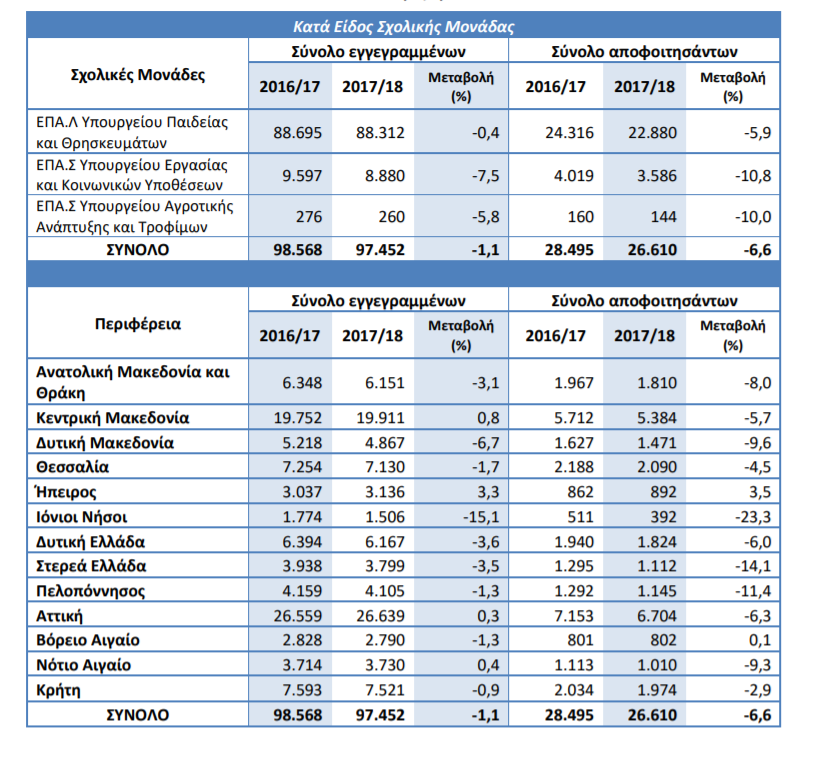 Κατά Είδος Σχολικής Μονάδας
Σχολικές Μονάδες Σύνολο εγγεγραμμένων Σύνολο αποφοιτησάντων
2016/17 2017/18 Μεταβολή (%) 2016/17 2017/18 Μεταβολή (%)
ΕΠΑ.Λ Υπουργείου Παιδείας
και Θρησκευμάτων 88.695 88.312 -0,4 24.316 22.880 -5,9
ΕΠΑ.Σ Υπουργείου Εργασίας
και Κοινωνικών Υποθέσεων 9.597 8.880 -7,5 4.019 3.586 -10,8
ΕΠΑ.Σ Υπουργείου Αγροτικής
Ανάπτυξης και Τροφίμων 276 260 -5,8 160 144 -10,0
ΣΥΝΟΛΟ 98.568 97.452 -1,1 28.495 26.610 -6,6
Περιφέρεια Σύνολο εγγεγραμμένων Σύνολο αποφοιτησάντων
2016/17 2017/18 Μεταβολή (%) 2016/17 2017/18 Μεταβολή (%)
Ανατολική Μακεδονία και
Θράκη 6.348 6.151 -3,1 1.967 1.810 -8,0
Κεντρική Μακεδονία 19.752 19.911 0,8 5.712 5.384 -5,7
Δυτική Μακεδονία 5.218 4.867 -6,7 1.627 1.471 -9,6
Θεσσαλία 7.254 7.130 -1,7 2.188 2.090 -4,5
Ήπειρος 3.037 3.136 3,3 862 892 3,5
Ιόνιοι Νήσοι 1.774 1.506 -15,1 511 392 -23,3
Δυτική Ελλάδα 6.394 6.167 -3,6 1.940 1.824 -6,0
Στερεά Ελλάδα 3.938 3.799 -3,5 1.295 1.112 -14,1
Πελοπόννησος 4.159 4.105 -1,3 1.292 1.145 -11,4
Αττική 26.559 26.639 0,3 7.153 6.704 -6,3
Βόρειο Αιγαίο 2.828 2.790 -1,3 801 802 0,1
Νότιο Αιγαίο 3.714 3.730 0,4 1.113 1.010 -9,3
Κρήτη 7.593 7.521 -0,9 2.034 1.974 -2,9
ΣΥΝΟΛΟ 98.568 97.452 -1,1 28.495 26.610 -6,6